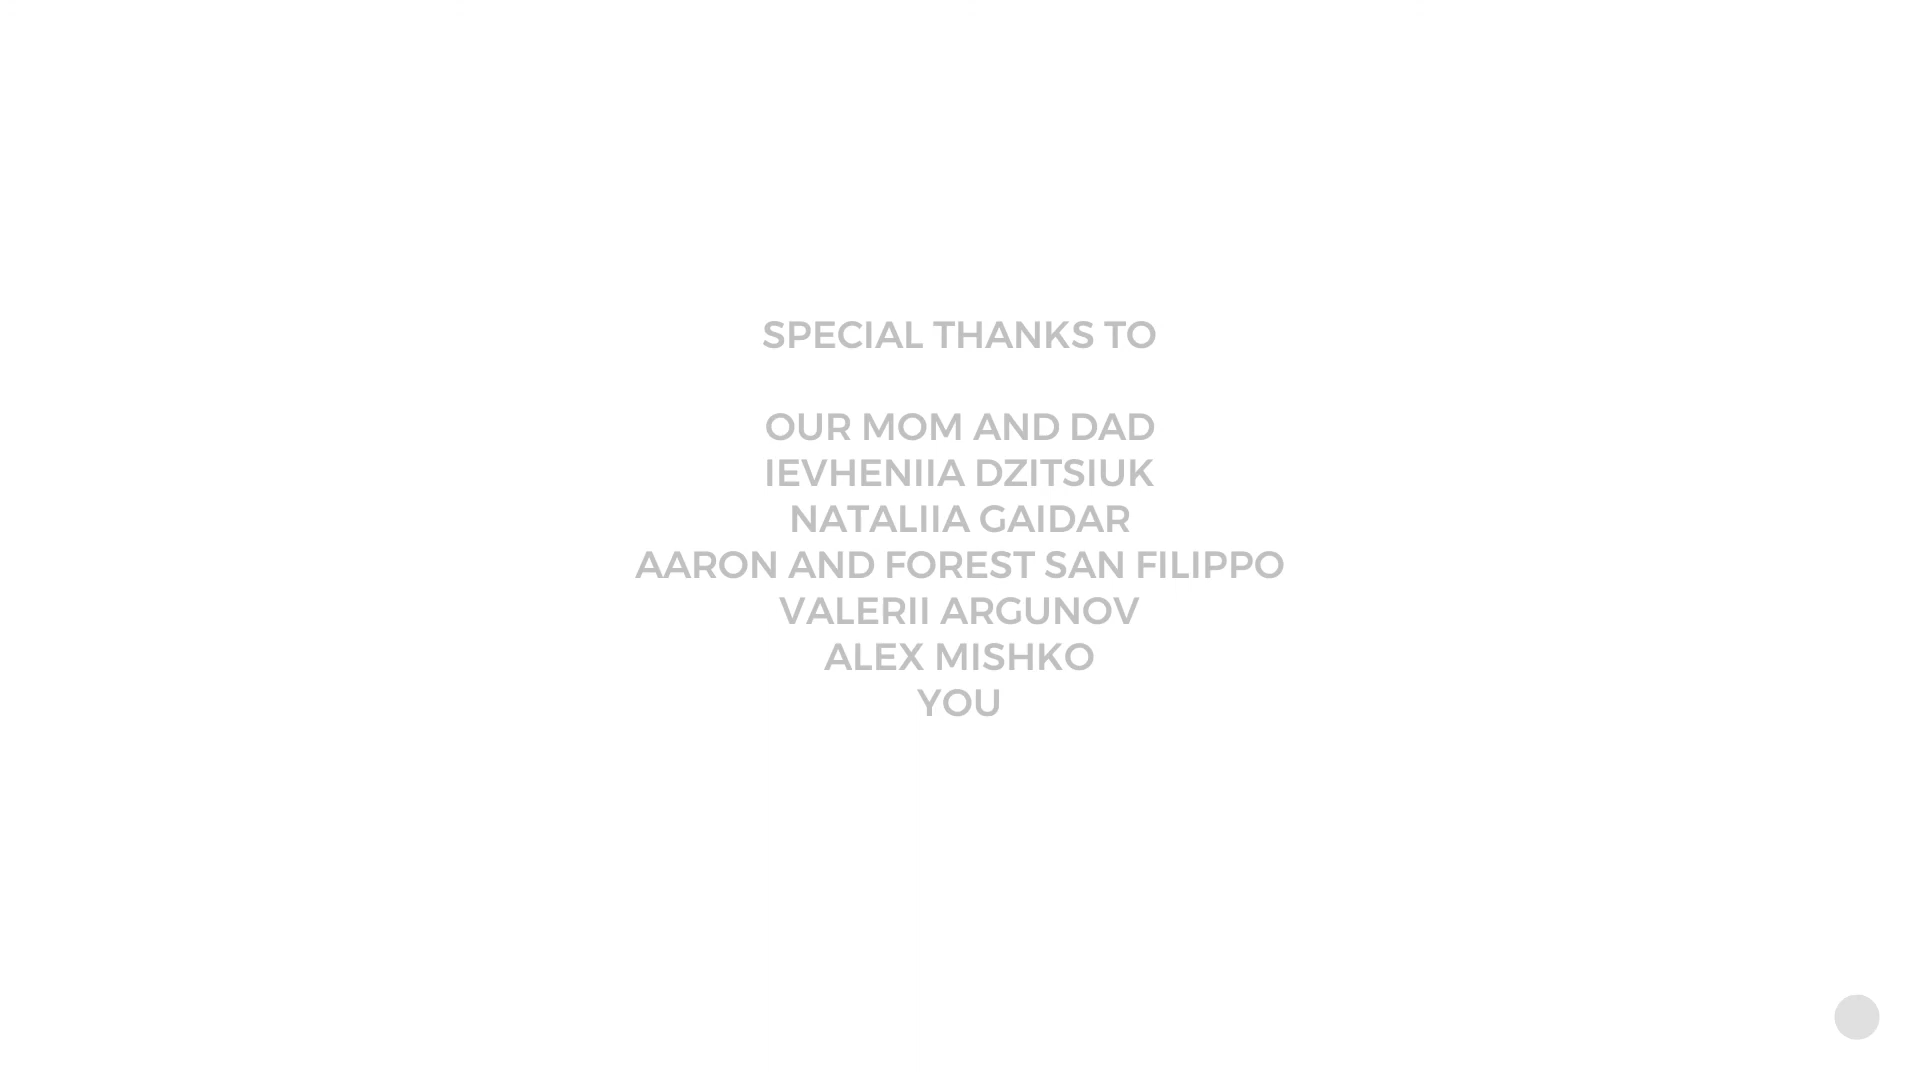 SPECIAL THANKS TO
OUR MOM AND DAD
IEVHENIIA DZITSIUK
NATALIIA GAIDAR
AARON AND FOREST SAN FILIPPO
VALERII ARGUNOV
ALEX MISHKO
YOU